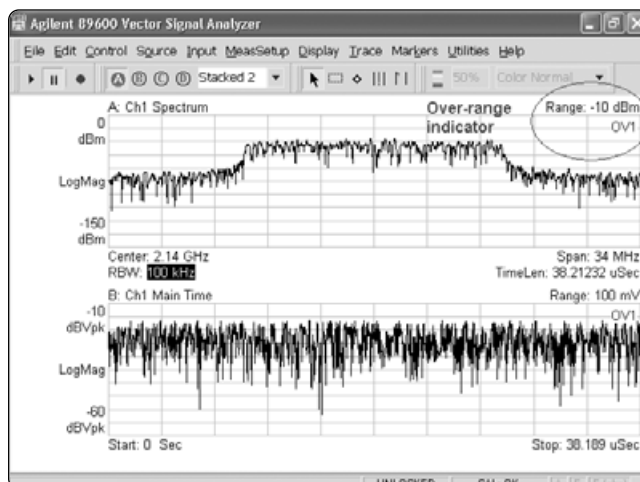 Agilent 89600 Vector Signal Analyzer
File Edit Control Source Input MeasSetup Display Trace Markers Utilities Help
A B C D Stacked 2 50% Color Normal
A: Ch1 Spectrum Over-range indicator Range: -10 dBm
0 dBm OV1
LogMag
-150 dBm
Center: 2.14 GHz Span: 34 MHz
RBW: 100 kHz TimeLen: 38.21232 uSec
B: Ch1 Main Time Range: 100 mV
-10 dBVpk OV1
LogMag
-60 dBVpk
Start: 0 Sec Stop: 38.189 uSec